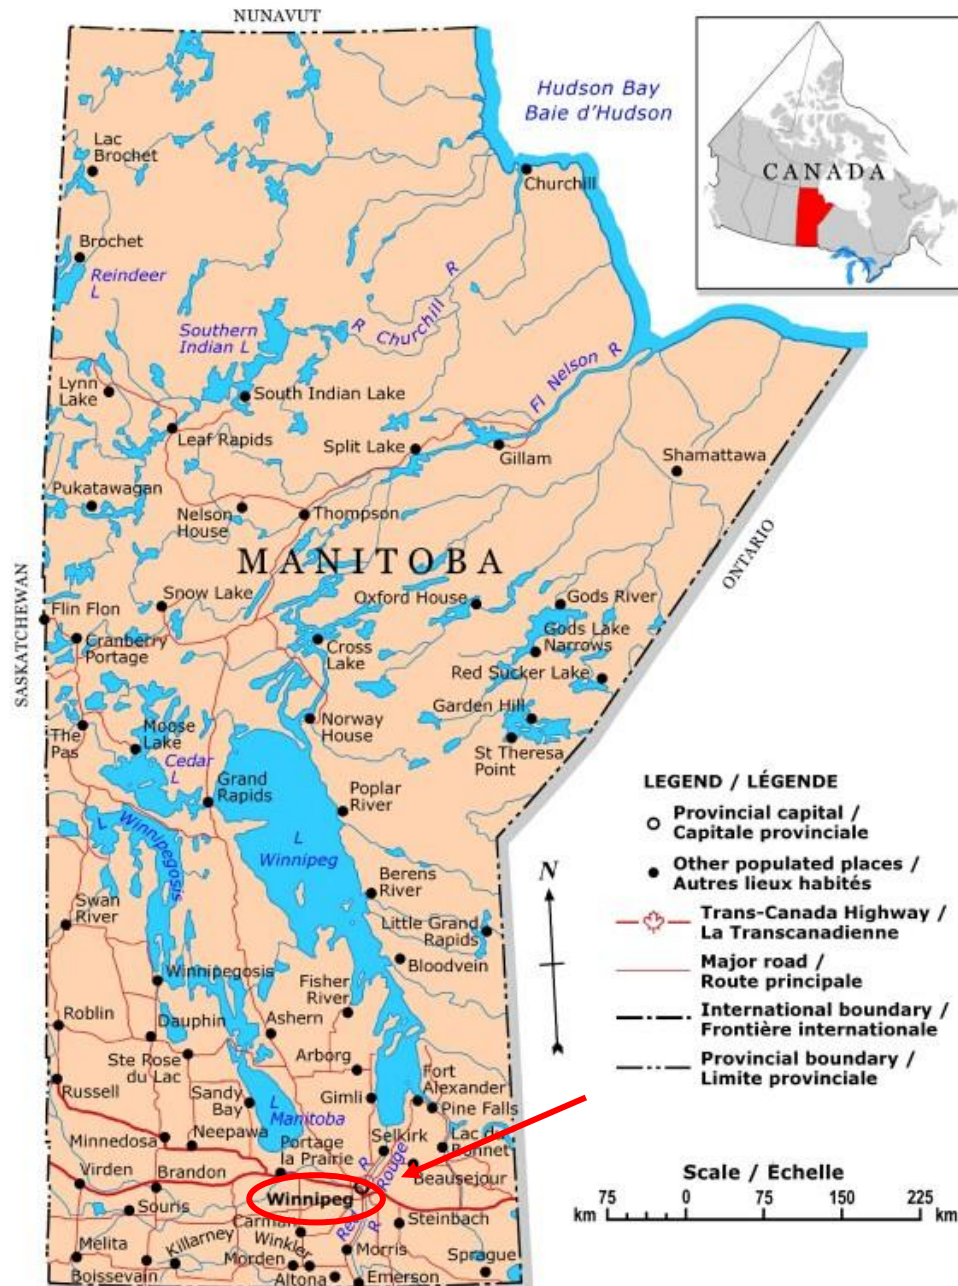 NUNAVUT
Hudson Bay
Baie d'Hudson
CANADA
Lac
Brochet
Churchill
Brochet
Reindeer
L
Southern
Indian L
R Churchill R
Fl Nelson R
Lynn
Lake
South Indian Lake
Leaf Rapids
Split Lake
Gillam
Shamattawa
Pukatawagan
Nelson
House
Thompson
MANITOBA
ONTARIO
SASKATCHEWAN
Snow Lake
Oxford House
Gods River
Flin Flon
Cranberry
Portage
Cross
Lake
Gods Lake
Narrows
Red Sucker Lake
Garden Hill
The
Pas
Moose
Lake
Norway
House
St Theresa
Point
Cedar
L
Grand
Rapids
Poplar
River
L Winnipegosis
L
Winnipeg
Berens
River
Swan
River
Little Grand
Rapids
Bloodvein
Winnipegosis
Fisher
River
Roblin
Dauphin
Ashern
Ste Rose
du Lac
Arborg
Fort
Alexander
Russell
Sandy
Bay
L
Manitoba
Gimli
Pine Falls
Minnedosa
Neepawa
Portage
la Prairie
Selkirk
Lac du
Bonnet
Virden
Brandon
R Rouge
Beausejour
Winnipeg
Souris
Carman
Red R
Steinbach
Melita
Killarney
Winkler
Morris
Sprague
Boissevain
Morden
Altona
Emerson
LEGEND / LÉGENDE
Provincial capital /
Capitale provinciale
Other populated places /
Autres lieux habités
Trans-Canada Highway /
La Transcanadienne
Major road /
Route principale
International boundary /
Frontière internationale
Provincial boundary /
Limite provinciale
N
Scale / Echelle
75 0 75 150 225
km km